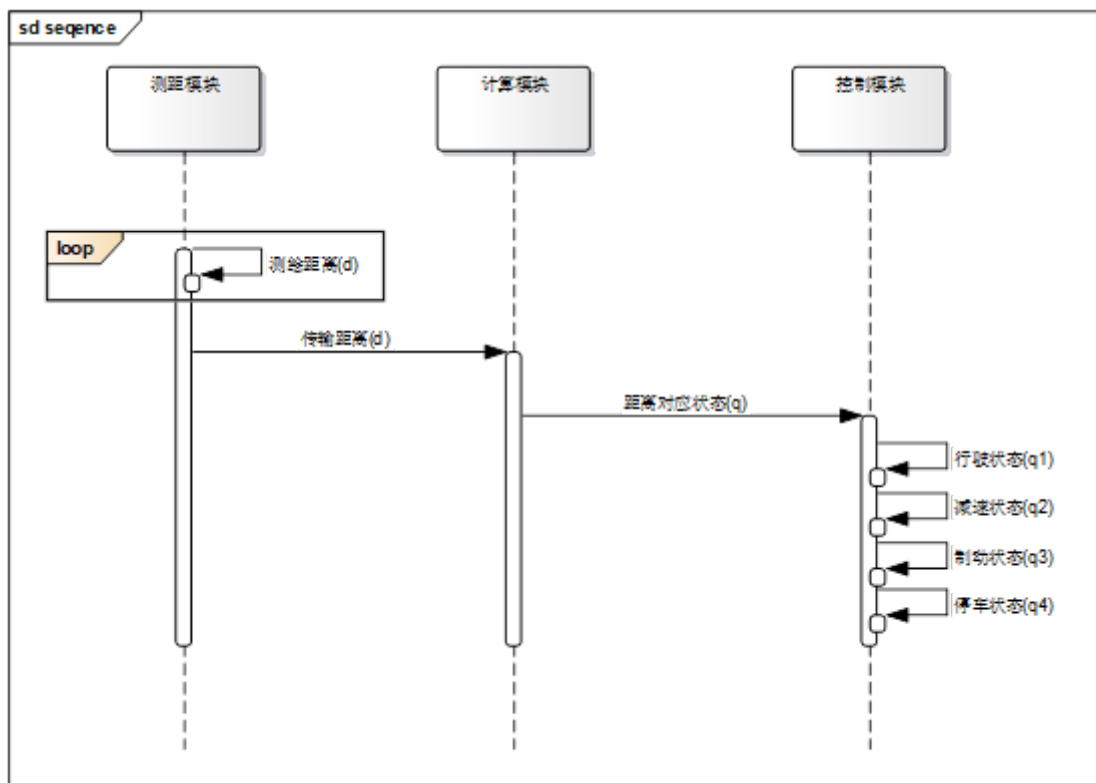 sd seqence
测距模块
计算模块
控制模块
loop
测绘距离(d)
传输距离(d)
距离对应状态(q)
行驶状态(q1)
减速状态(q2)
制动状态(q3)
停车状态(q4)